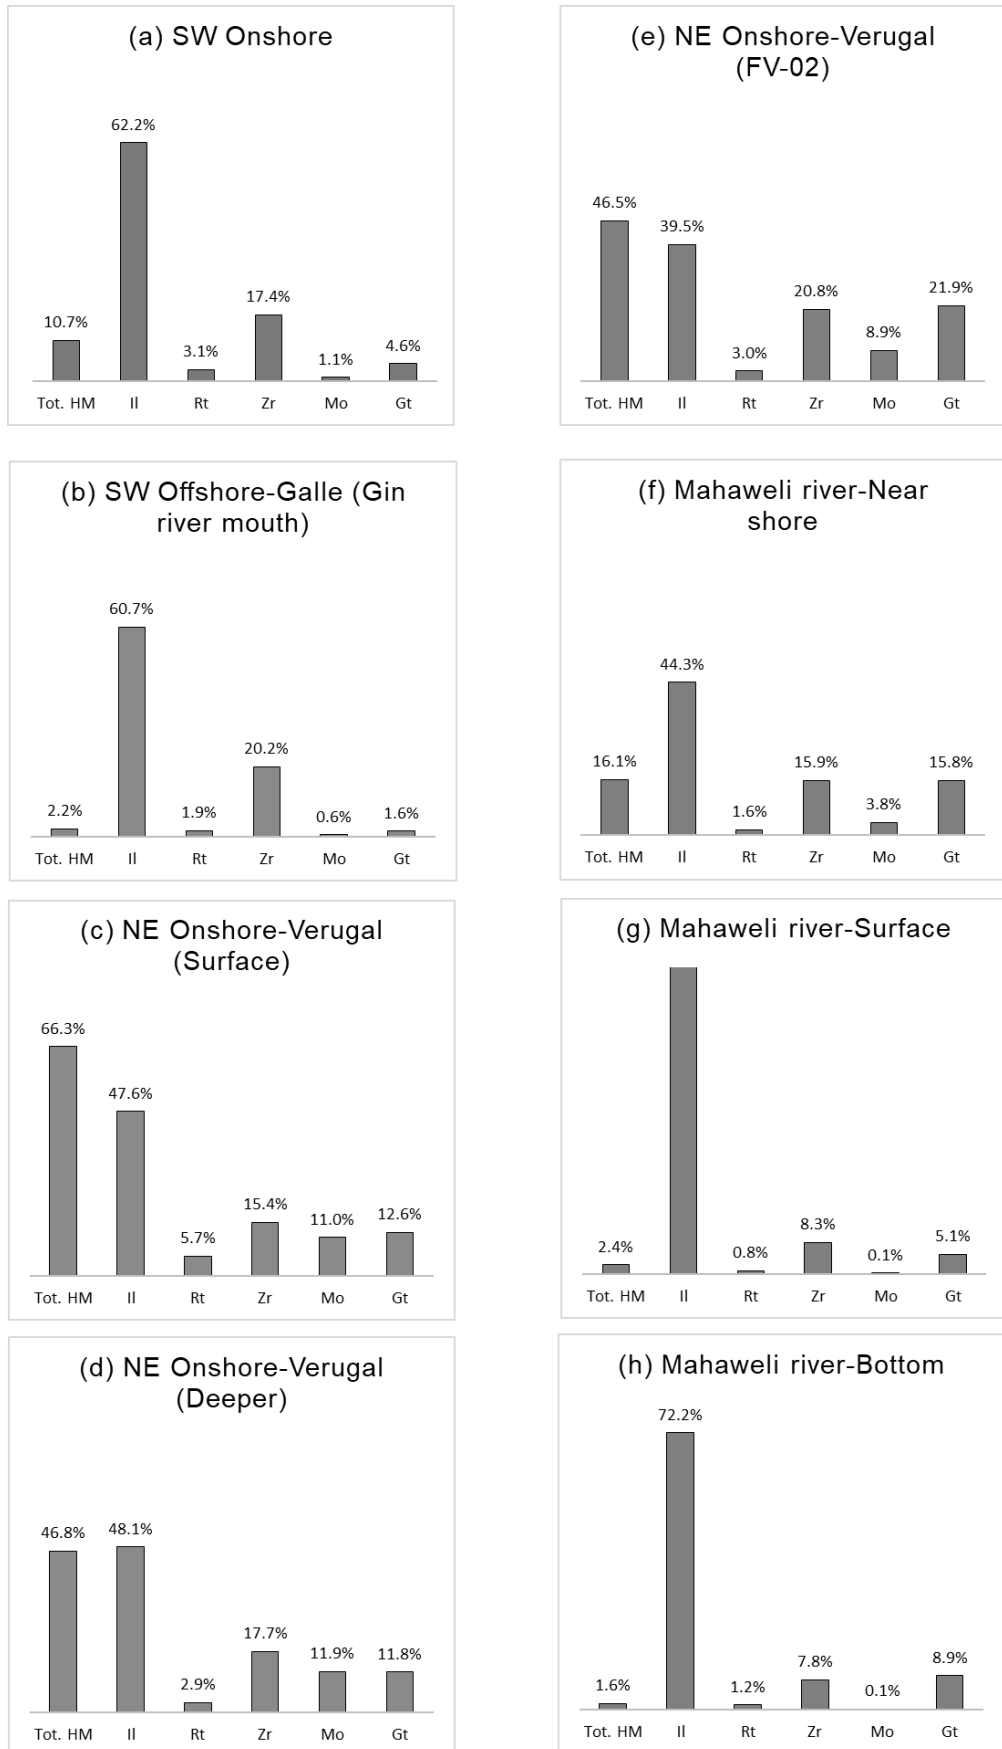 (a) SW Onshore
62.2%
17.4%
10.7%
3.1%
1.1%
4.6%
Tot. HM Il Rt Zr Mo Gt
(b) SW Offshore-Galle (Gin
river mouth)
60.7%
20.2%
2.2%
1.9%
0.6%
1.6%
Tot. HM Il Rt Zr Mo Gt
(c) NE Onshore-Verugal
(Surface)
66.3%
47.6%
5.7%
15.4%
11.0%
12.6%
Tot. HM Il Rt Zr Mo Gt
(d) NE Onshore-Verugal
(Deeper)
46.8%
48.1%
2.9%
17.7%
11.9%
11.8%
Tot. HM Il Rt Zr Mo Gt
(e) NE Onshore-Verugal
(FV-02)
46.5%
39.5%
3.0%
20.8%
8.9%
21.9%
Tot. HM Il Rt Zr Mo Gt
(f) Mahaweli river-Near
shore
44.3%
16.1%
1.6%
15.9%
3.8%
15.8%
Tot. HM Il Rt Zr Mo Gt
(g) Mahaweli river-Surface
2.4%
0.8%
8.3%
0.1%
5.1%
Tot. HM Il Rt Zr Mo Gt
(h) Mahaweli river-Bottom
72.2%
1.6%
1.2%
7.8%
0.1%
8.9%
Tot. HM Il Rt Zr Mo Gt